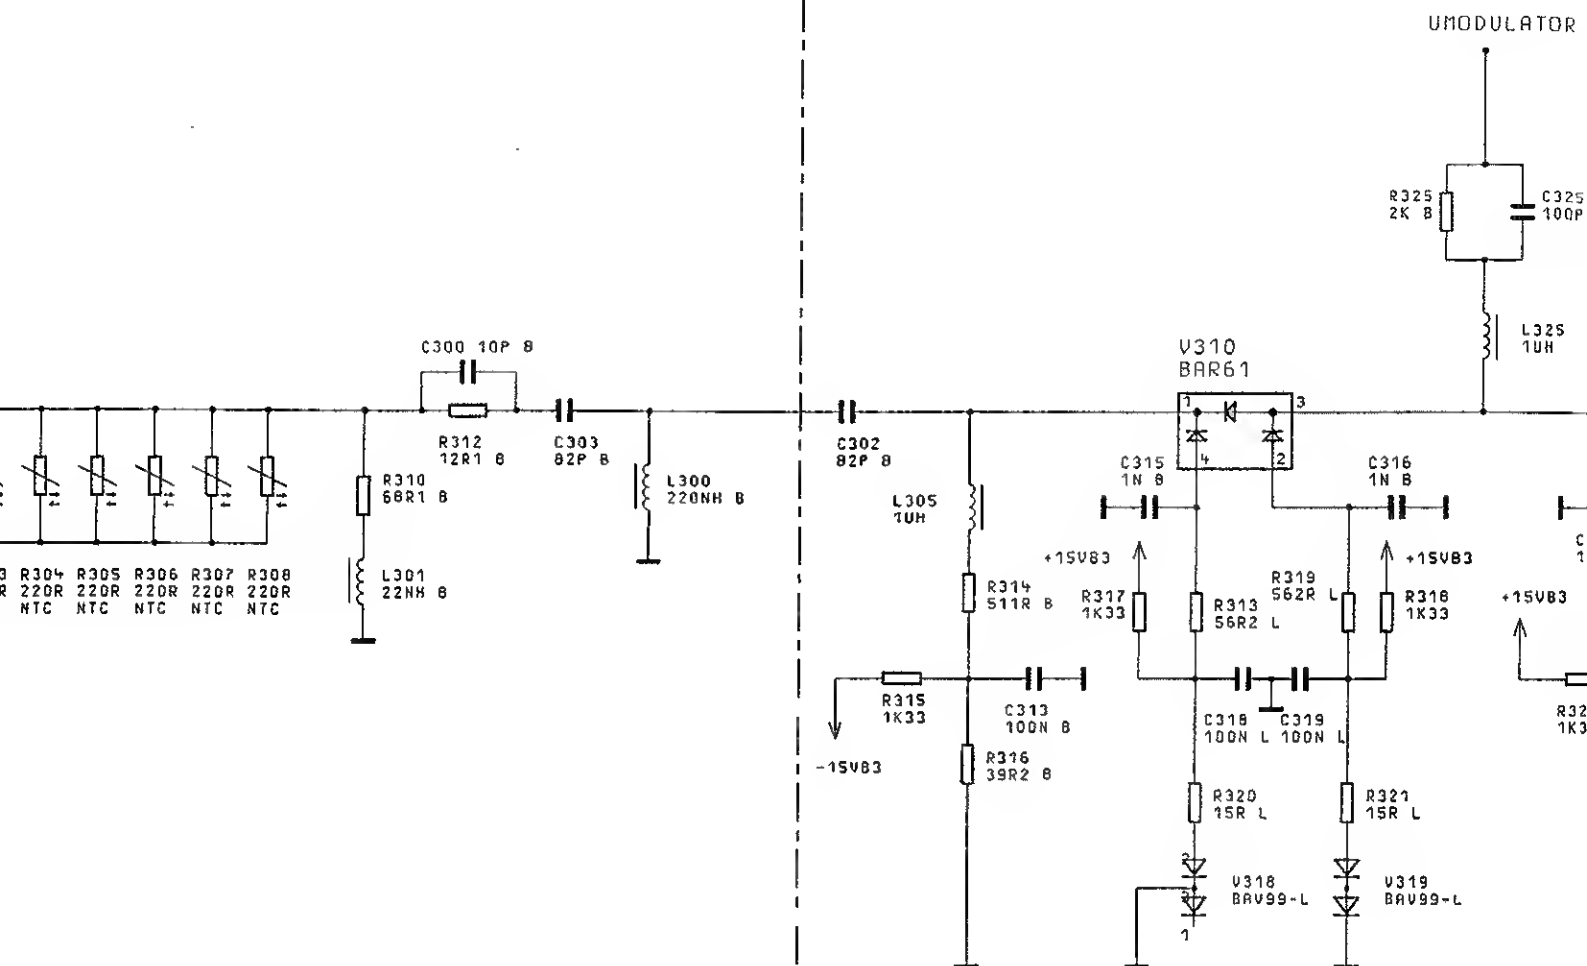 UMODULATOR
R325
2K B
C325
100P
L325
1UH
C300 10P B
V310
BAR61
1
3
4
2
R312
12R1 B
C303
82P B
C302
82P B
R310
68R1 B
L300
220NH B
L305
1UH
C315
1N B
C316
1N B
+15VB3
+15VB3
R304 R305 R306 R307 R308
220R 220R 220R 220R 220R
NTC NTC NTC NTC NTC
L301
22NH B
R314
511R B
R317
1K33
R313
56R2 L
R319
562R L
R318
1K33
+15VB3
R315
1K33
C313
100N B
C318 C319
100N L 100N L
R32
1K3
-15VB3
R316
39R2 B
R320
15R L
R321
15R L
2
V318
BAV99-L
V319
BAV99-L
1